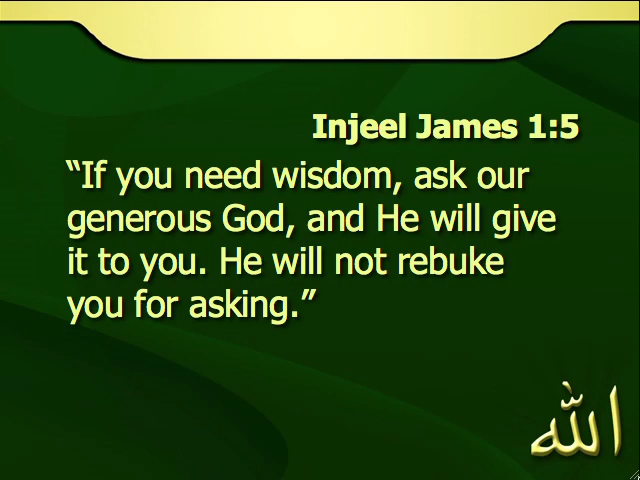 Injeel James 1:5
“If you need wisdom, ask our
generous God, and He will give
it to you. He will not rebuke
you for asking.”
الله